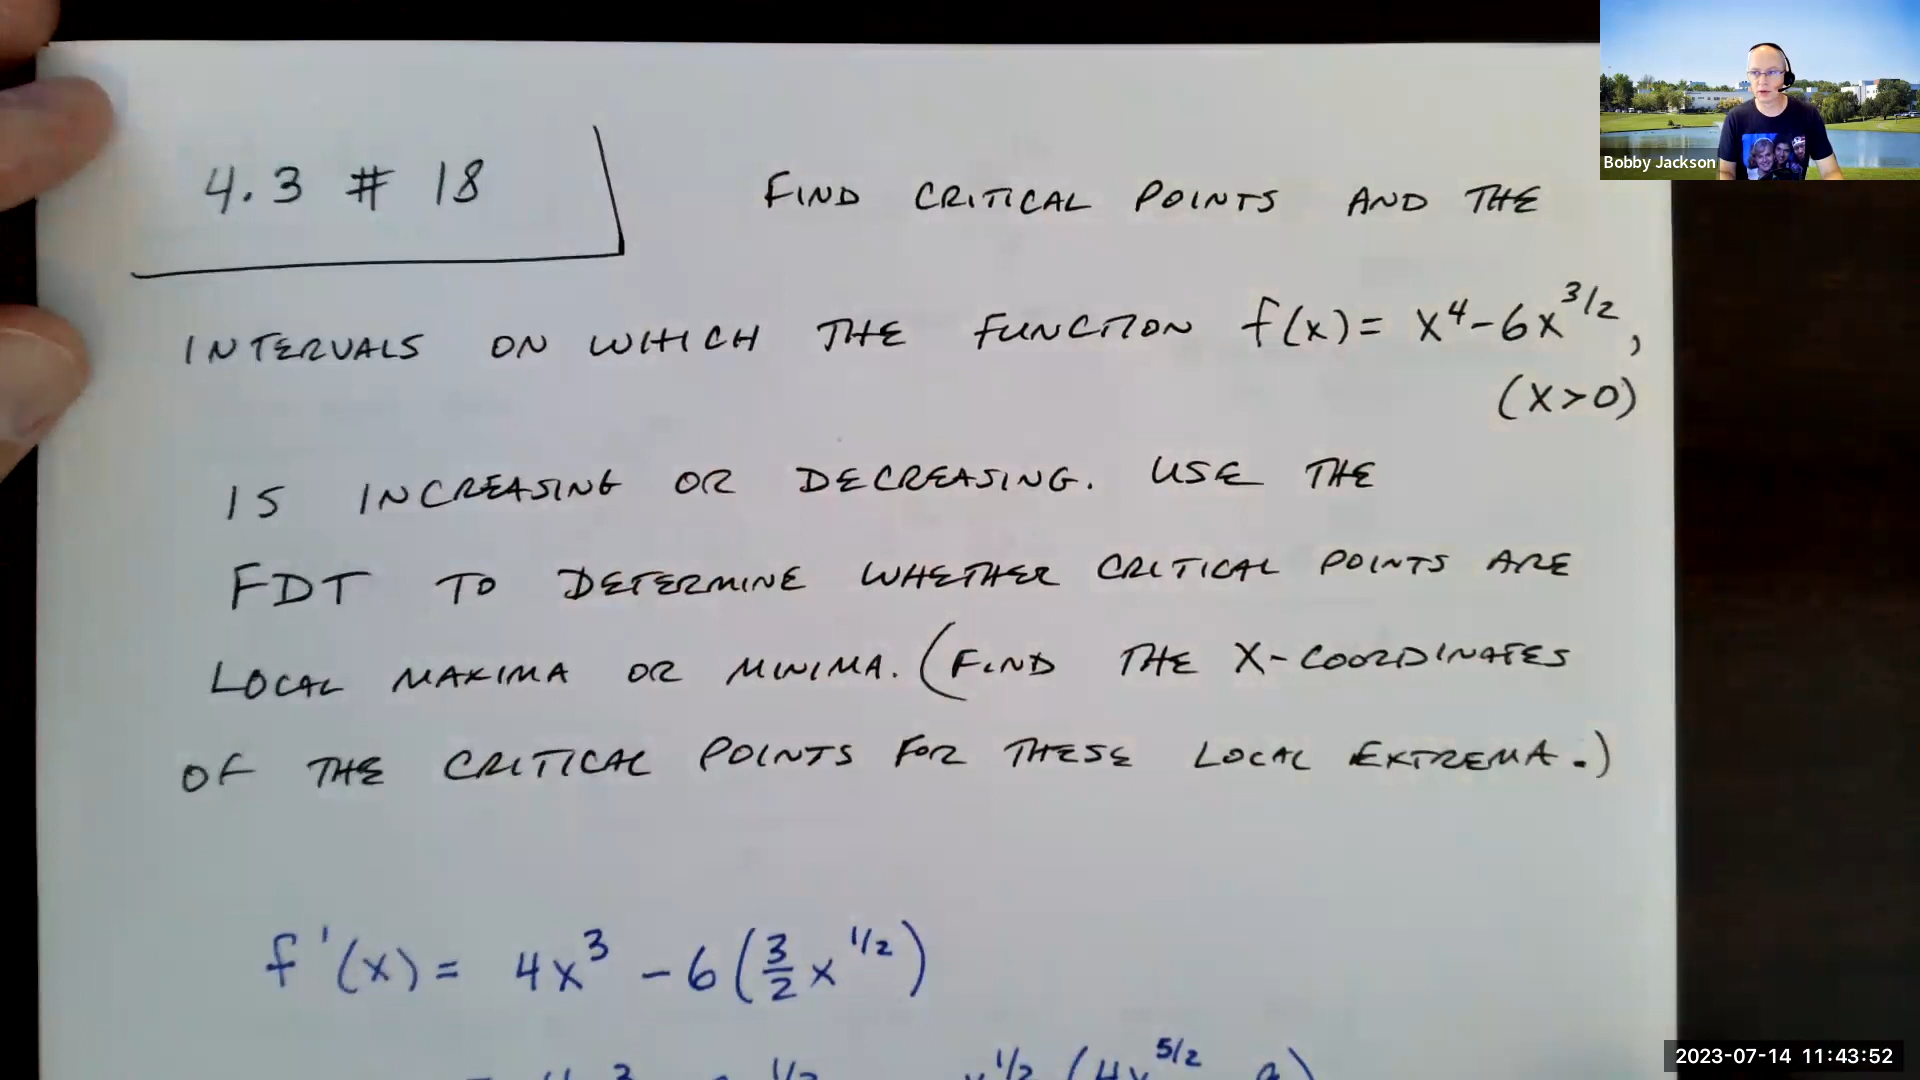 4.3 # 18
FIND CRITICAL POINTS AND THE
INTERVALS ON WHICH THE FUNCTION f(x) = x^4 - 6x^{3/2},
(x>0)
IS INCREASING OR DECREASING. USE THE
FDT TO DETERMINE WHETHER CRITICAL POINTS ARE
LOCAL MAXIMA OR MINIMA. (FIND THE X-COORDINATES
OF THE CRITICAL POINTS FOR THESE LOCAL EXTREMA.)
f'(x) = 4x^3 - 6(3/2 x^{1/2})
Bobby Jackson
2023-07-14 11:43:52